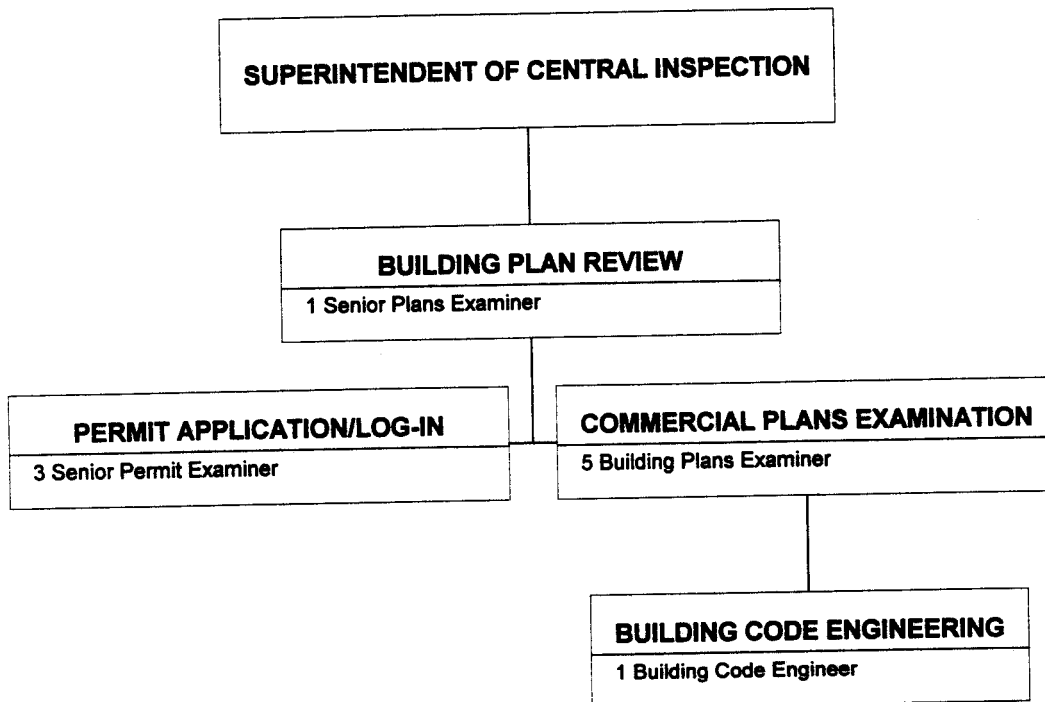 SUPERINTENDENT OF CENTRAL INSPECTION
BUILDING PLAN REVIEW
1 Senior Plans Examiner
PERMIT APPLICATION/LOG-IN
3 Senior Permit Examiner
COMMERCIAL PLANS EXAMINATION
5 Building Plans Examiner
BUILDING CODE ENGINEERING
1 Building Code Engineer